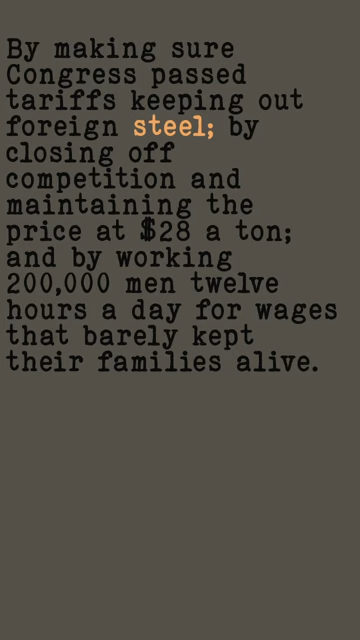 By making sure
Congress passed
tariffs keeping out
foreign steel; by
closing off
competition and
maintaining the
price at $28 a ton;
and by working
200,000 men twelve
hours a day for wages
that barely kept
their families alive.